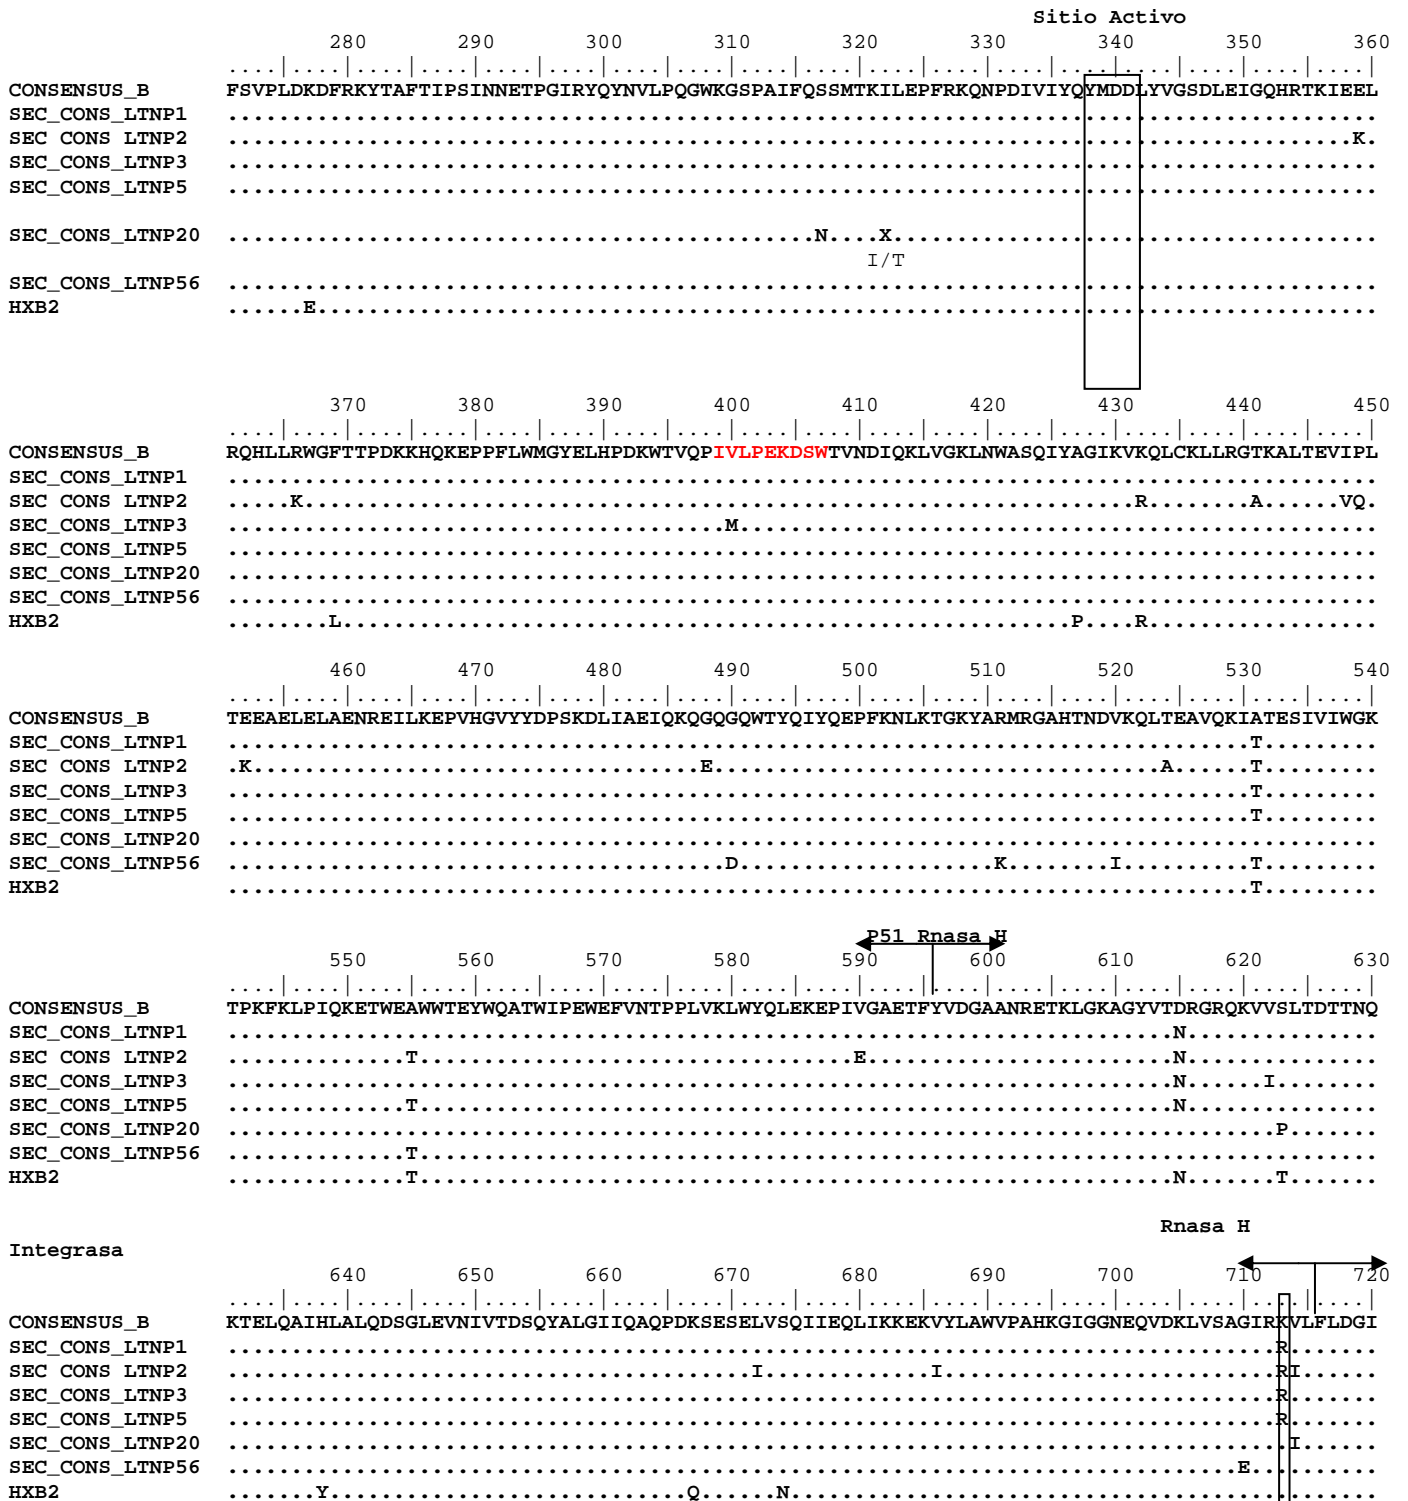 Sitio Activo
280 290 300 310 320 330 340 350 360
....|....|....|....|....|....|....|....|....|....|....|....|....|....|....|....|....|....|
CONSENSUS_B FSVPLDKDFRKYTAFTIPSINNETPGIRYQYNVLPQGWKGSPAIFQSSMTKILEPFRKQNPDIVIYQYMDDLYVGSDLEIGQHRTKIEEL
SEC_CONS_LTNP1 ..........................................................................................
SEC CONS LTNP2 ........................................................................................K.
SEC_CONS_LTNP3 ..........................................................................................
SEC_CONS_LTNP5 ..........................................................................................
SEC_CONS_LTNP20 ..............................................N....X......................................
I/T
SEC_CONS_LTNP56 ..........................................................................................
HXB2 ......E...................................................................................
370 380 390 400 410 420 430 440 450
....|....|....|....|....|....|....|....|....|....|....|....|....|....|....|....|....|....|
CONSENSUS_B RQHLLRWGFTTPDKKHQKEPPFLWMGYELHPDKWTVQPIVLPEKDSWTVNDIQKLVGKLNWASQIYAGIKVKQLCKLLRGTKALTEVIPL
SEC_CONS_LTNP1 ..........................................................................................
SEC CONS LTNP2 .....K.................................................................R........A......VQ.
SEC_CONS_LTNP3 .......................................M..................................................
SEC_CONS_LTNP5 ..........................................................................................
SEC_CONS_LTNP20 ..........................................................................................
SEC_CONS_LTNP56 ..........................................................................................
HXB2 ........L.........................................................P....R..................
460 470 480 490 500 510 520 530 540
....|....|....|....|....|....|....|....|....|....|....|....|....|....|....|....|....|....|
CONSENSUS_B TEEAELELAENREILKEPVHGVYYDPSKDLIAEIQKQGQGQWTYQIYQEPFKNLKTGKYARMRGAHTNDVKQLTEAVQKIATESIVIWGK
SEC_CONS_LTNP1 ................................................................................T.........
SEC CONS LTNP2 .K...................................E...................................A......T.........
SEC_CONS_LTNP3 ................................................................................T.........
SEC_CONS_LTNP5 ................................................................................T.........
SEC_CONS_LTNP20 ..........................................................................................
SEC_CONS_LTNP56 .......................................D....................K........I..........T.........
HXB2 ................................................................................T.........
P51 Rnasa H
550 560 570 580 590 600 610 620 630
....|....|....|....|....|....|....|....|....|....|....|....|....|....|....|....|....|....|
CONSENSUS_B TPKFKLPIQKETWEAWWTEYWQATWIPEWEFVNTPPLVKLWYQLEKEPIVGAETFYVDGAANRETKLGKAGYVTDRGRQKVVSLTDTTNQ
SEC_CONS_LTNP1 ..........................................................................N...............
SEC CONS LTNP2 ..............T..................................E........................N...............
SEC_CONS_LTNP3 ..........................................................................N......I........
SEC_CONS_LTNP5 ..............T...........................................................N...............
SEC_CONS_LTNP20 ..................................................................................P.......
SEC_CONS_LTNP56 ..............T...........................................................................
HXB2 ..............T...........................................................N.......T.......
Rnasa H
Integrasa
640 650 660 670 680 690 700 710 720
....|....|....|....|....|....|....|....|....|....|....|....|....|....|....|....|....|....|
CONSENSUS_B KTELQAIHLALQDSGLEVNIVTDSQYALGIIQAQPDKSESELVSQIIEQLIKKEKVYLAWVPAHKGIGGNEQVDKLVSAGIRKVLFLDGI
SEC_CONS_LTNP1 ..................................................................................R.......
SEC CONS LTNP2 .........................................I.............I..........................RI......
SEC_CONS_LTNP3 ..................................................................................R.......
SEC_CONS_LTNP5 ..................................................................................R.......
SEC_CONS_LTNP20 ...................................................................................I......
SEC_CONS_LTNP56 ...............................................................................E..........
HXB2 .......Y............................Q......N..............................................